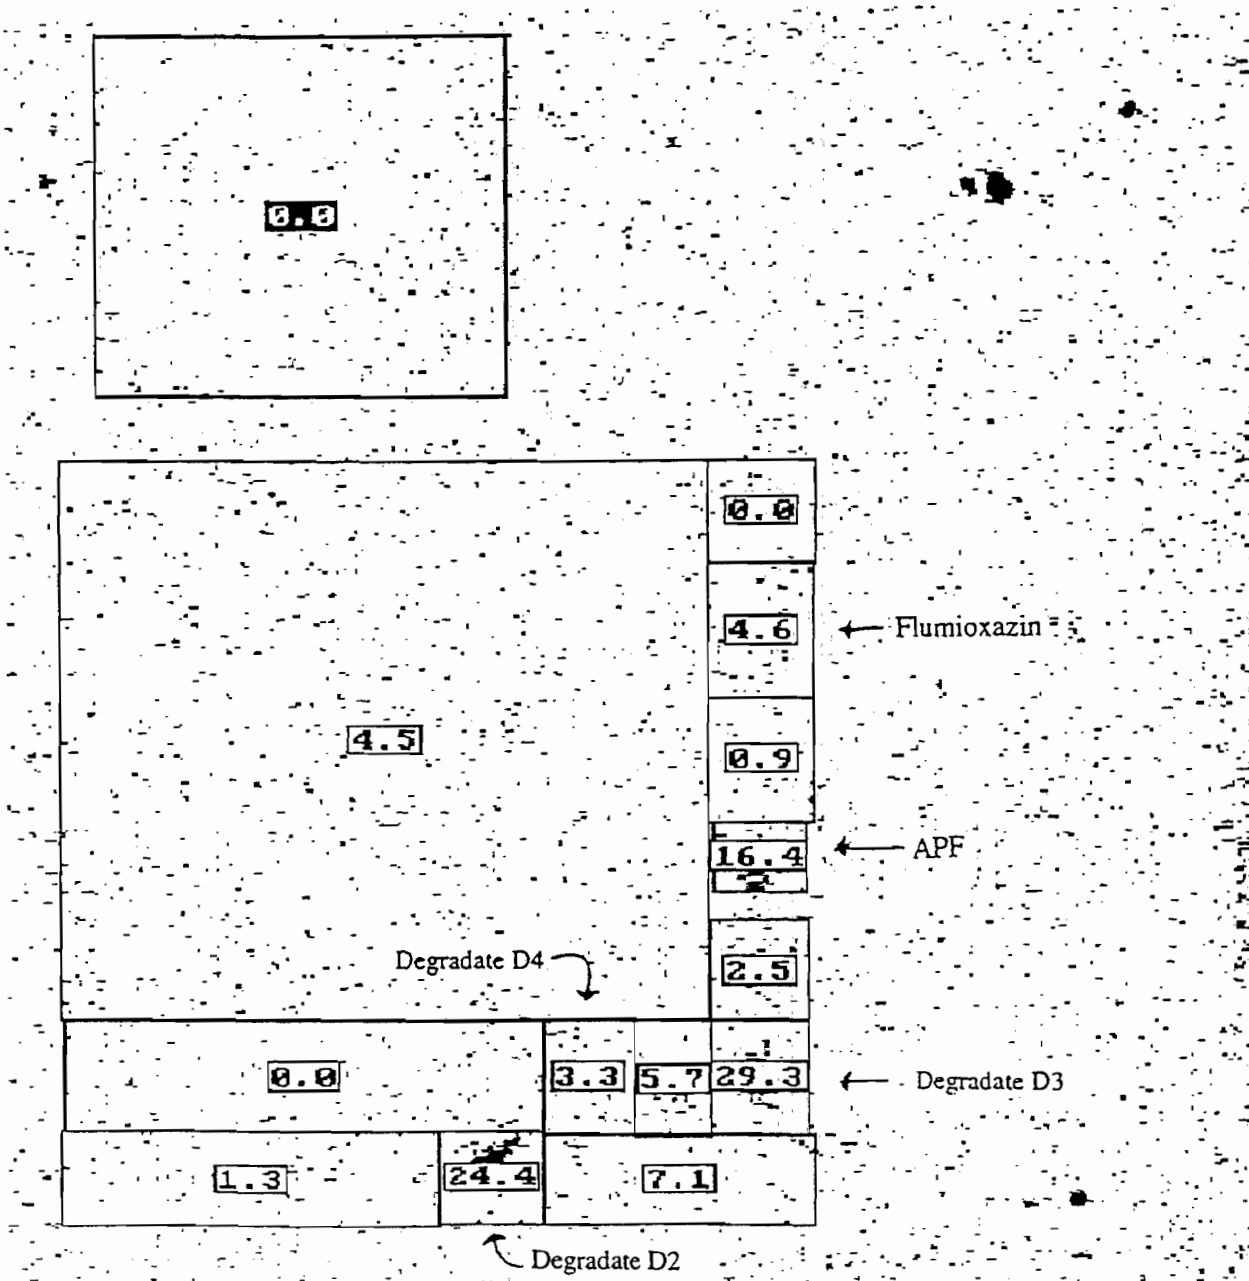 0.0
0.0
4.6 Flumioxazin
4.5 0.9
16.4 APF
Degradate D4 2.5
0.0 3.3 5.7 29.3 Degradate D3
1.3 24.4 7.1
Degradate D2